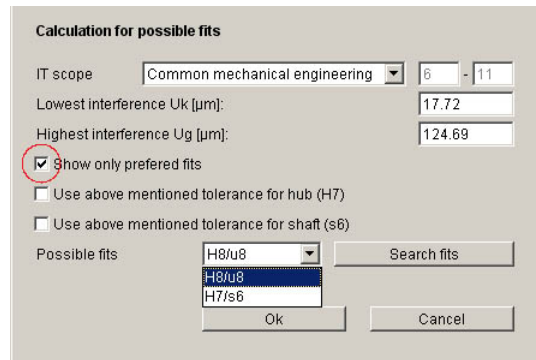 Calculation for possible fits
IT scope Common mechanical engineering 6 - 11
Lowest interference Uk [µm]: 17.72
Highest interference Ug [µm]: 124.69
Show only prefered fits
Use above mentioned tolerance for hub (H7)
Use above mentioned tolerance for shaft (s6)
Possible fits H8/u8 Search fits
H8/u8
H7/s6
Ok Cancel